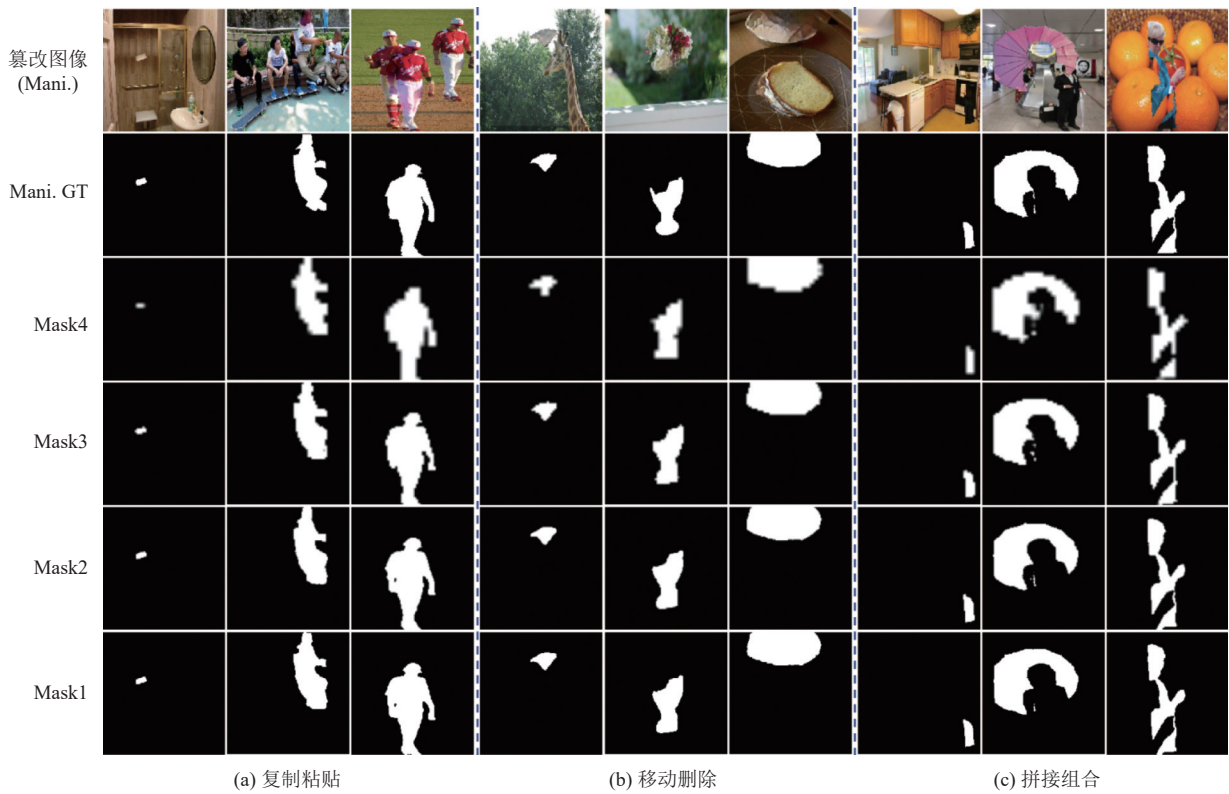 篡改图像
(Mani.)
Mani. GT
Mask4
Mask3
Mask2
Mask1
(a) 复制粘贴
(b) 移动删除
(c) 拼接组合